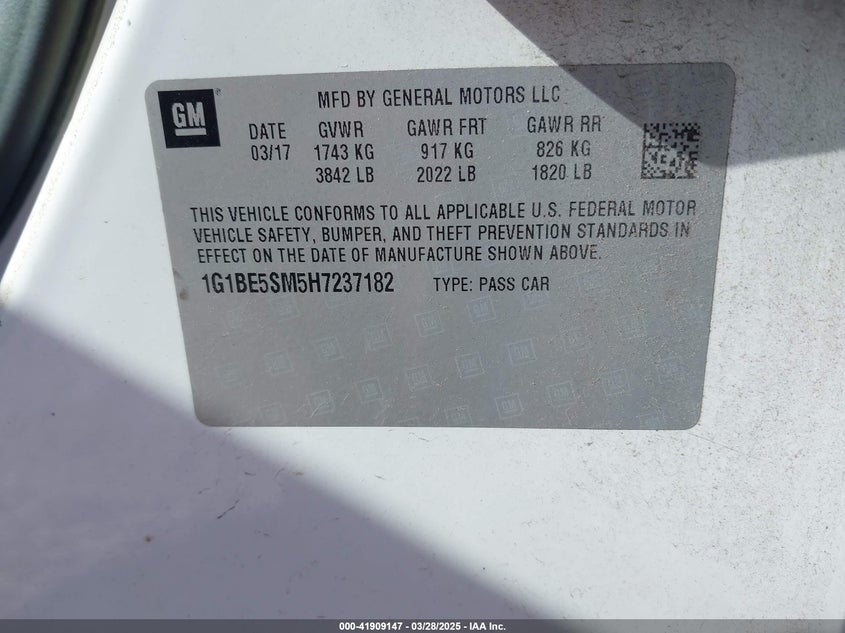 GM
MFD BY GENERAL MOTORS LLC
DATE GVWR GAWR FRT GAWR RR
03/17 1743 KG 917 KG 826 KG
3842 LB 2022 LB 1820 LB
THIS VEHICLE CONFORMS TO ALL APPLICABLE U.S. FEDERAL MOTOR
VEHICLE SAFETY, BUMPER, AND THEFT PREVENTION STANDARDS IN
EFFECT ON THE DATE OF MANUFACTURE SHOWN ABOVE.
1G1BE5SM5H7237182 TYPE: PASS CAR
000-41909147 — 03/28/2025 — IAA Inc.